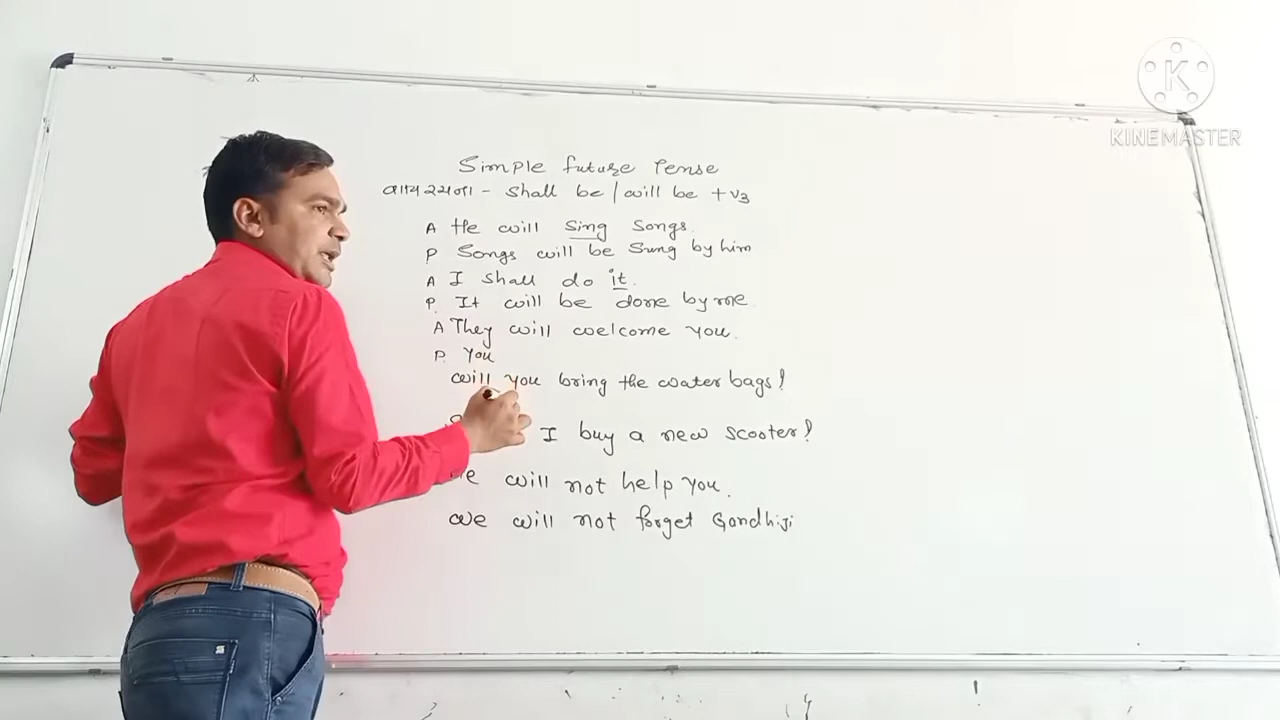 KINEMASTER
Simple future Tense
वाक्य रचना - Shall be / will be + V3
A He will Sing Songs.
P Songs will be Sung by him
A I shall do it.
P. It will be done by me.
A They will welcome you.
P. You
will you bring the water bags?
I buy a new scooter?
will not help you.
we will not forget Gandhiji